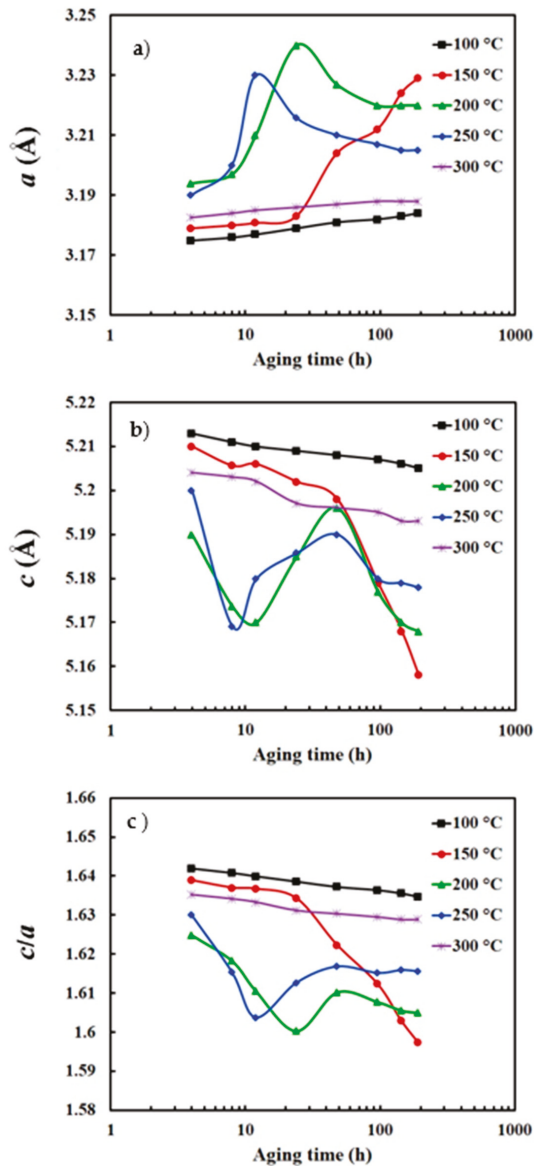 a)
3.25
3.23
3.21
3.19
3.17
3.15
a (Å)
100 °C
150 °C
200 °C
250 °C
300 °C
1 10 100 1000
Aging time (h)
b)
5.22
5.21
5.2
5.19
5.18
5.17
5.16
5.15
c (Å)
100 °C
150 °C
200 °C
250 °C
300 °C
1 10 100 1000
Aging time (h)
c )
1.66
1.65
1.64
1.63
1.62
1.61
1.6
1.59
1.58
c/a
100 °C
150 °C
200 °C
250 °C
300 °C
1 10 100 1000
Aging time (h)